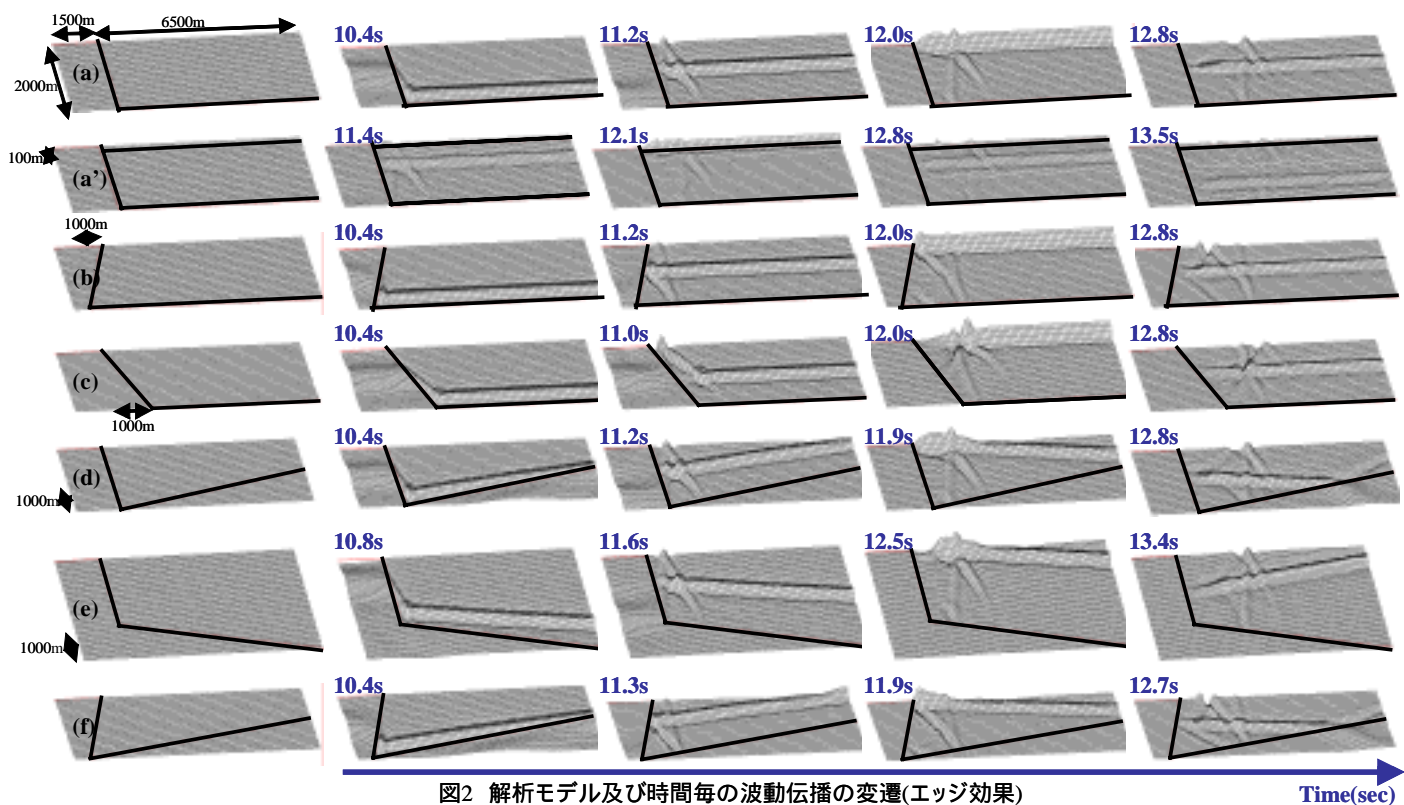 1500m 6500m
2000m (a) 10.4s 11.2s 12.0s 12.8s
100m (a') 11.4s 12.1s 12.8s 13.5s
1000m
(b) 10.4s 11.2s 12.0s 12.8s
(c) 10.4s 11.0s 12.0s 12.8s
1000m
(d) 10.4s 11.2s 11.9s 12.8s
1000m
(e) 10.8s 11.6s 12.5s 13.4s
1000m
(f) 10.4s 11.3s 11.9s 12.7s
図2 解析モデル及び時間毎の波動伝播の変遷(エッジ効果)
Time(sec)